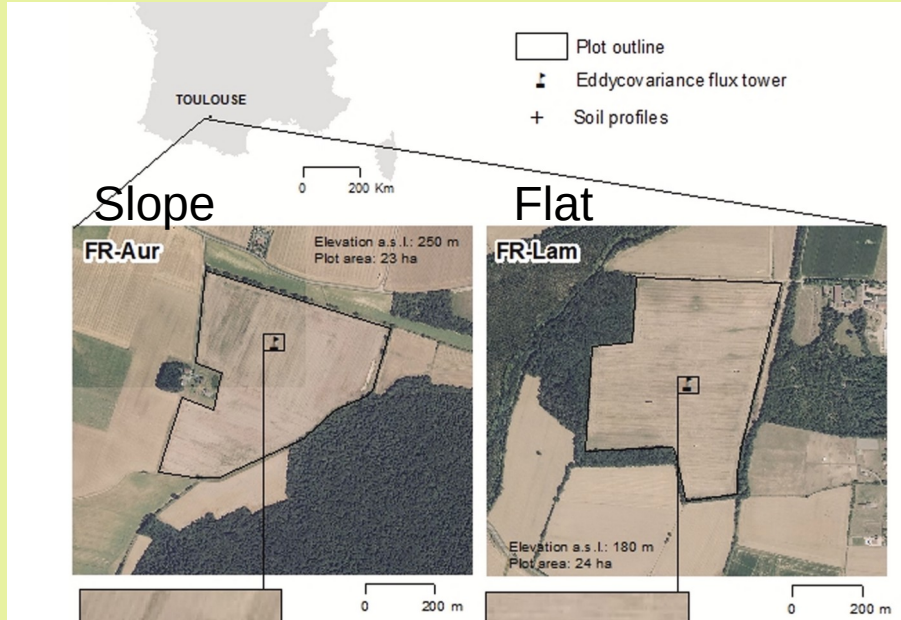 Plot outline
Eddycovariance flux tower
Soil profiles
TOULOUSE
0 200 Km
Slope
Flat
FR-Aur
Elevation a.s.l.: 250 m
Plot area: 23 ha
FR-Lam
Elevation a.s.l.: 180 m
Plot area: 24 ha
0 200 m
0 200 m